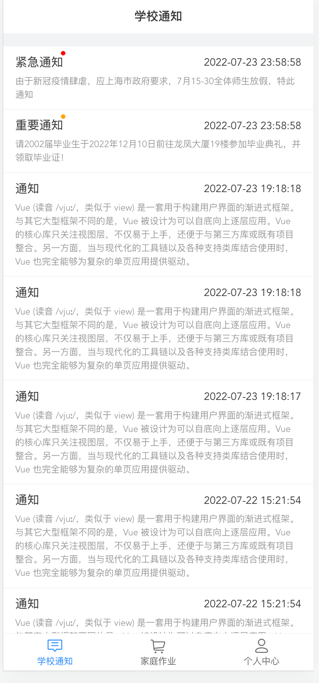 学校通知
紧急通知 2022-07-23 23:58:58
由于新冠疫情肆虐，应上海市政府要求，7月15-30全体师生放假，特此
通知
重要通知 2022-07-23 23:58:58
请2002届毕业生于2022年12月10日前往龙凤大厦19楼参加毕业典礼，并
领取毕业证！
通知 2022-07-23 19:18:18
Vue (读音 /vjuː/，类似于 view) 是一套用于构建用户界面的渐进式框架。
与其它大型框架不同的是，Vue 被设计为可以自底向上逐层应用。Vue
的核心库只关注视图层，不仅易于上手，还便于与第三方库或既有项目
整合。另一方面，当与现代化的工具链以及各种支持类库结合使用时，
Vue 也完全能够为复杂的单页应用提供驱动。
通知 2022-07-23 19:18:18
Vue (读音 /vjuː/，类似于 view) 是一套用于构建用户界面的渐进式框架。
与其它大型框架不同的是，Vue 被设计为可以自底向上逐层应用。Vue
的核心库只关注视图层，不仅易于上手，还便于与第三方库或既有项目
整合。另一方面，当与现代化的工具链以及各种支持类库结合使用时，
Vue 也完全能够为复杂的单页应用提供驱动。
通知 2022-07-23 19:18:17
Vue (读音 /vjuː/，类似于 view) 是一套用于构建用户界面的渐进式框架。
与其它大型框架不同的是，Vue 被设计为可以自底向上逐层应用。Vue
的核心库只关注视图层，不仅易于上手，还便于与第三方库或既有项目
整合。另一方面，当与现代化的工具链以及各种支持类库结合使用时，
Vue 也完全能够为复杂的单页应用提供驱动。
通知 2022-07-22 15:21:54
Vue (读音 /vjuː/，类似于 view) 是一套用于构建用户界面的渐进式框架。
与其它大型框架不同的是，Vue 被设计为可以自底向上逐层应用。Vue
的核心库只关注视图层，不仅易于上手，还便于与第三方库或既有项目
整合。另一方面，当与现代化的工具链以及各种支持类库结合使用时，
Vue 也完全能够为复杂的单页应用提供驱动。
通知 2022-07-22 15:21:54
Vue (读音 /vjuː/，类似于 view) 是一套用于构建用户界面的渐进式框架。
学校通知 家庭作业 个人中心